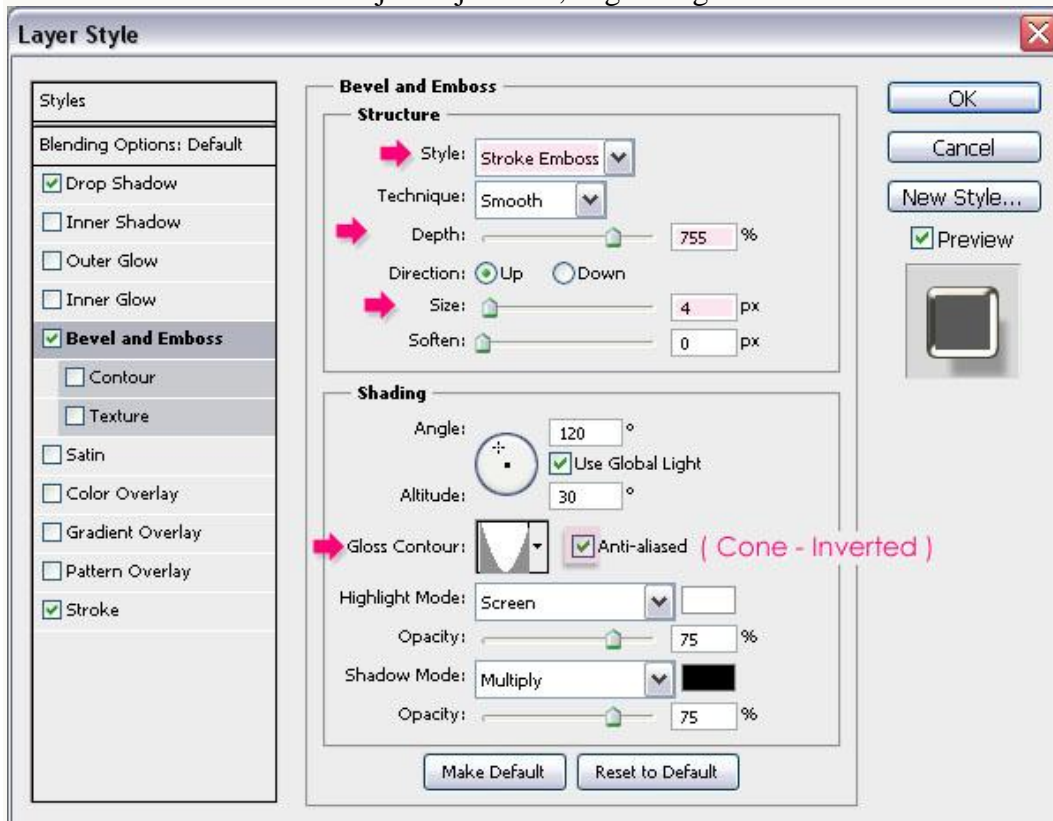 Layer Style
Styles
Blending Options: Default
Drop Shadow
Inner Shadow
Outer Glow
Inner Glow
Bevel and Emboss
Contour
Texture
Satin
Color Overlay
Gradient Overlay
Pattern Overlay
Stroke
Bevel and Emboss
Structure
Style: Stroke Emboss
Technique: Smooth
Depth: 755 %
Direction: Up Down
Size: 4 px
Soften: 0 px
Shading
Angle: 120 °
Use Global Light
Altitude: 30 °
Gloss Contour: Anti-aliased ( Cone - Inverted )
Highlight Mode: Screen
Opacity: 75 %
Shadow Mode: Multiply
Opacity: 75 %
Make Default Reset to Default
OK
Cancel
New Style...
Preview